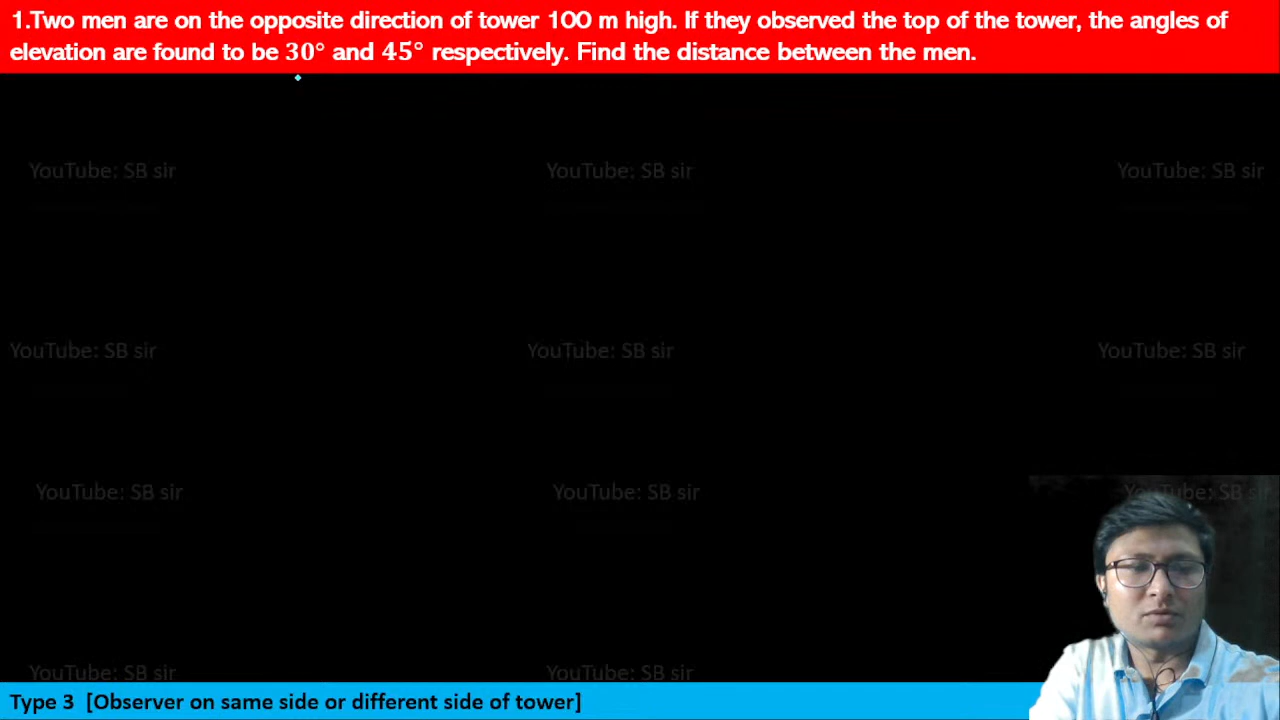 1.Two men are on the opposite direction of tower 100 m high. If they observed the top of the tower, the angles of
elevation are found to be 30° and 45° respectively. Find the distance between the men.
YouTube: SB sir YouTube: SB sir YouTube: SB sir
YouTube: SB sir YouTube: SB sir YouTube: SB sir
YouTube: SB sir YouTube: SB sir YouTube: SB sir
YouTube: SB sir YouTube: SB sir
Type 3 [Observer on same side or different side of tower]